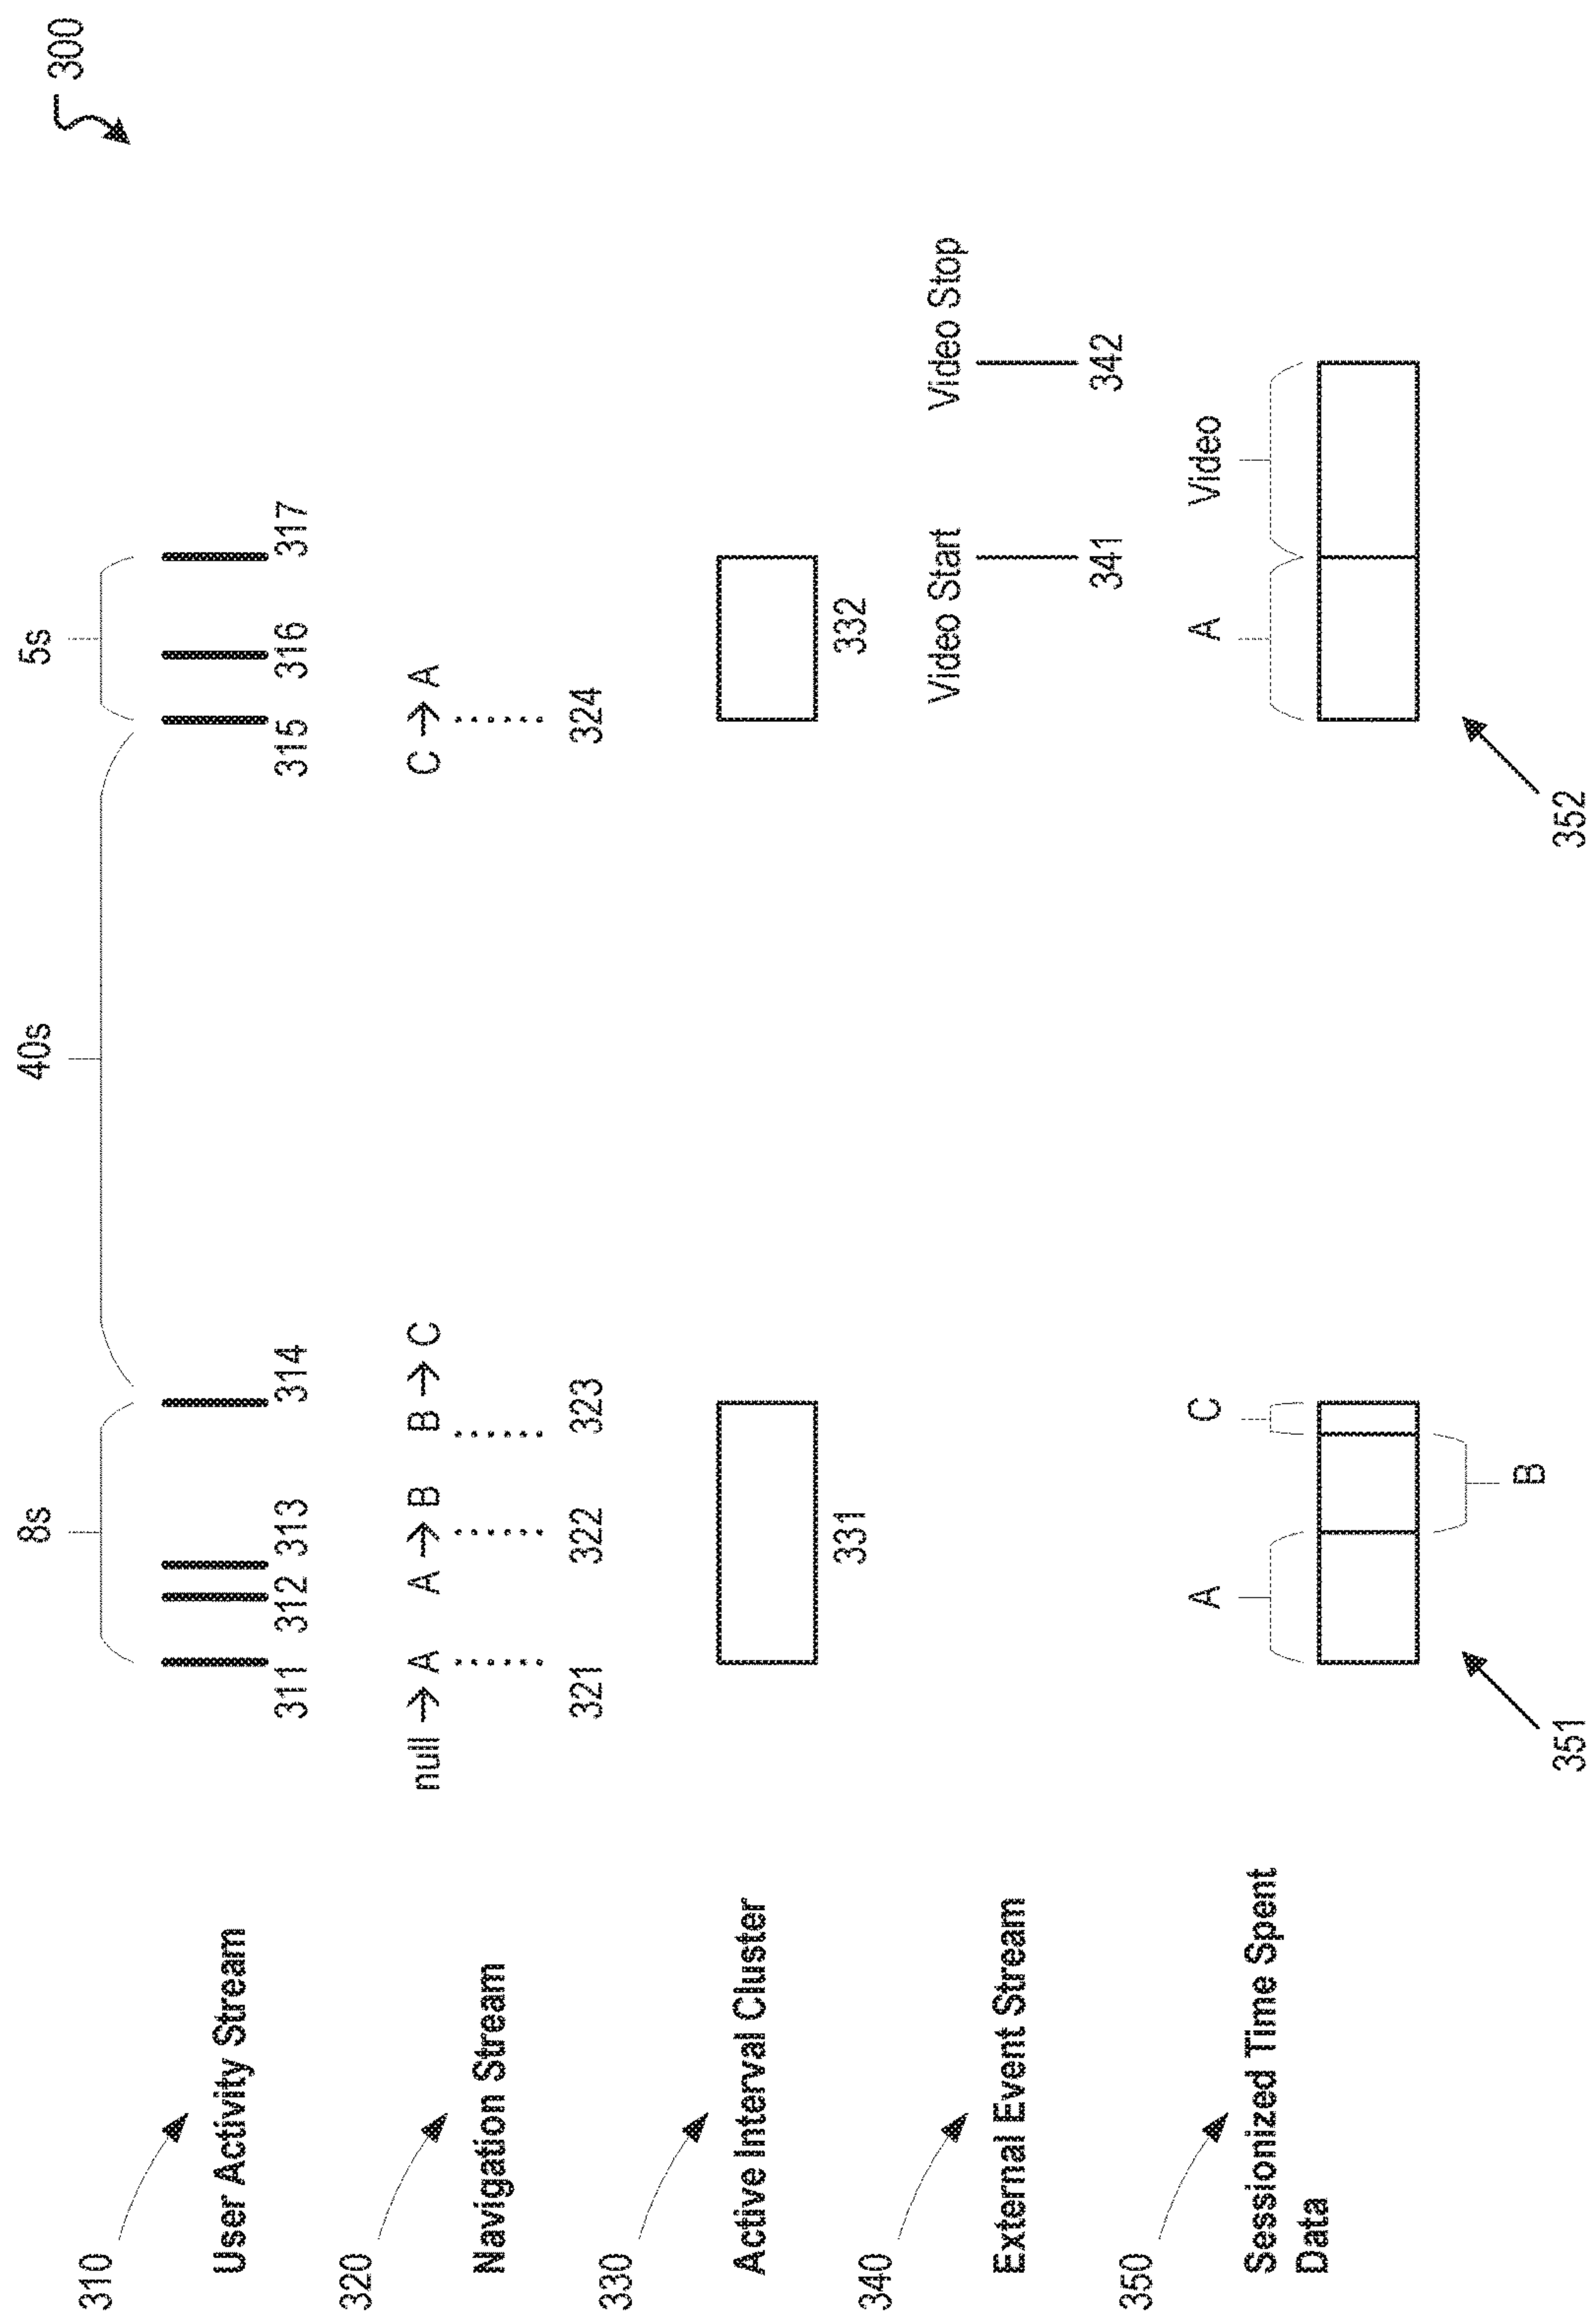 300
8s
40s
5s
310
User Activity Stream
311
312
313
314
315
316
317
320
Navigation Stream
null → A
A → B
B → C
C → A
321
322
323
324
330
Active Interval Cluster
331
332
340
External Event Stream
Video Start
Video Stop
341
342
350
Sessionized Time Spent
Data
A
C
A
Video
B
351
352